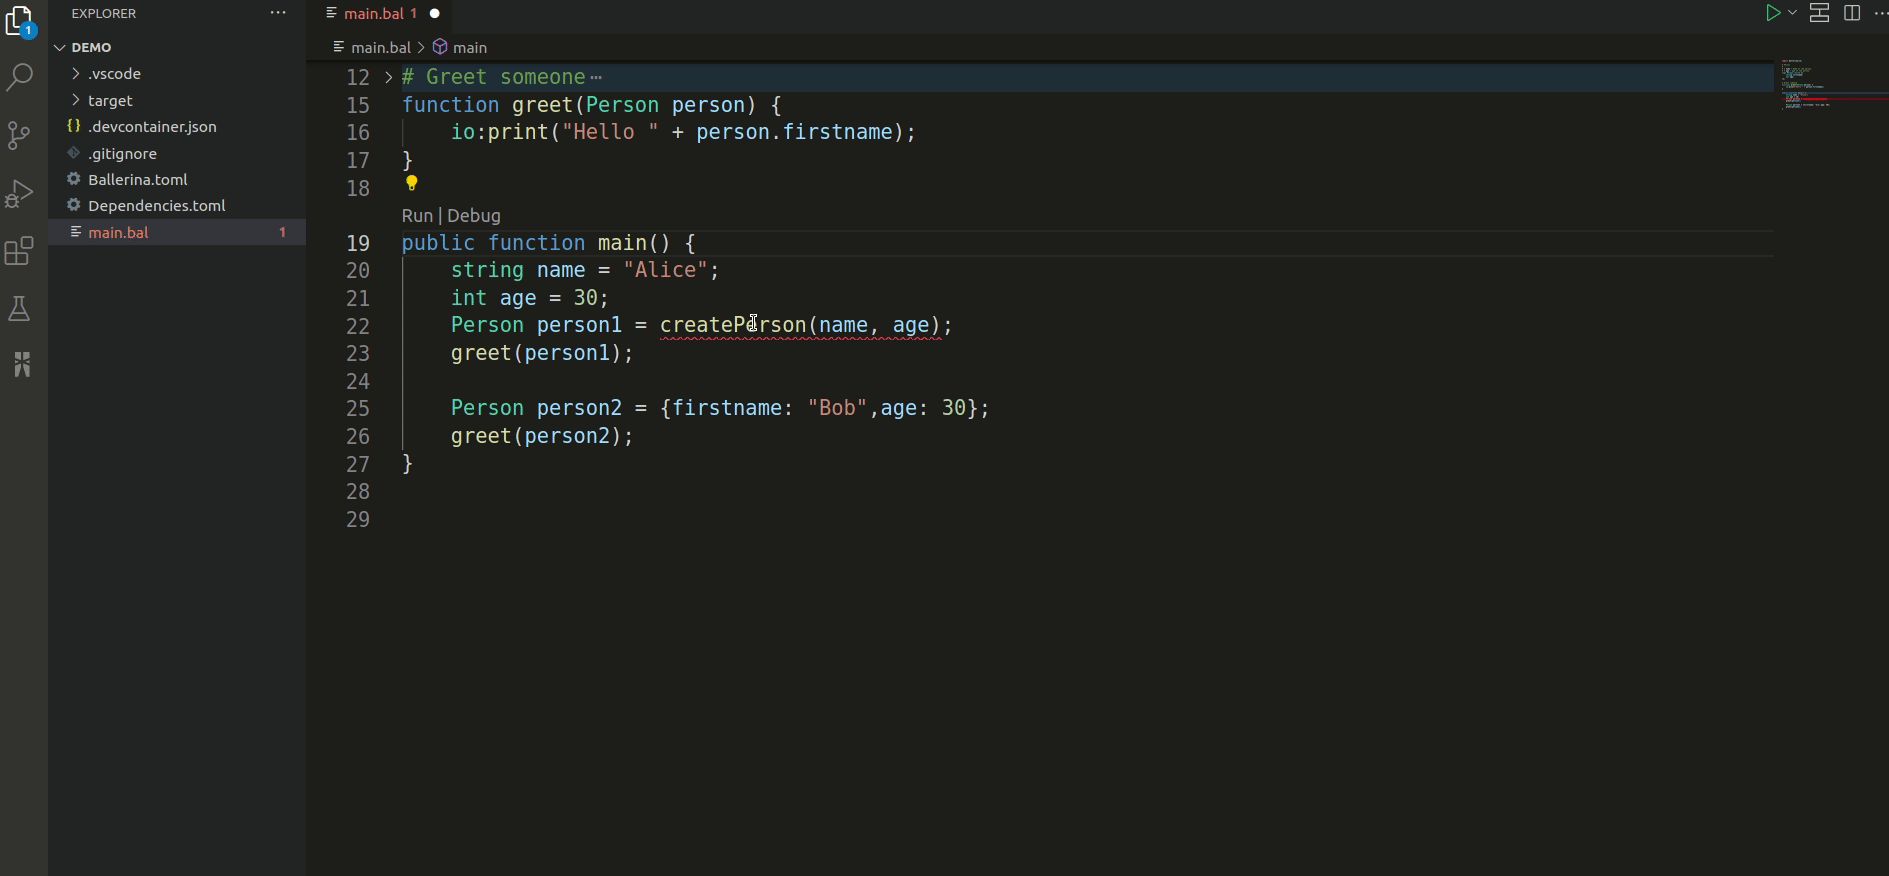 1
EXPLORER
DEMO
.vscode
target
{} .devcontainer.json
.gitignore
Ballerina.toml
Dependencies.toml
main.bal 1
main.bal 1
main.bal > main
12 # Greet someone ⋯
15 function greet(Person person) {
16 io:print("Hello " + person.firstname);
17 }
18
Run | Debug
19 public function main() {
20 string name = "Alice";
21 int age = 30;
22 Person person1 = createPerson(name, age);
23 greet(person1);
24
25 Person person2 = {firstname: "Bob",age: 30};
26 greet(person2);
27 }
28
29